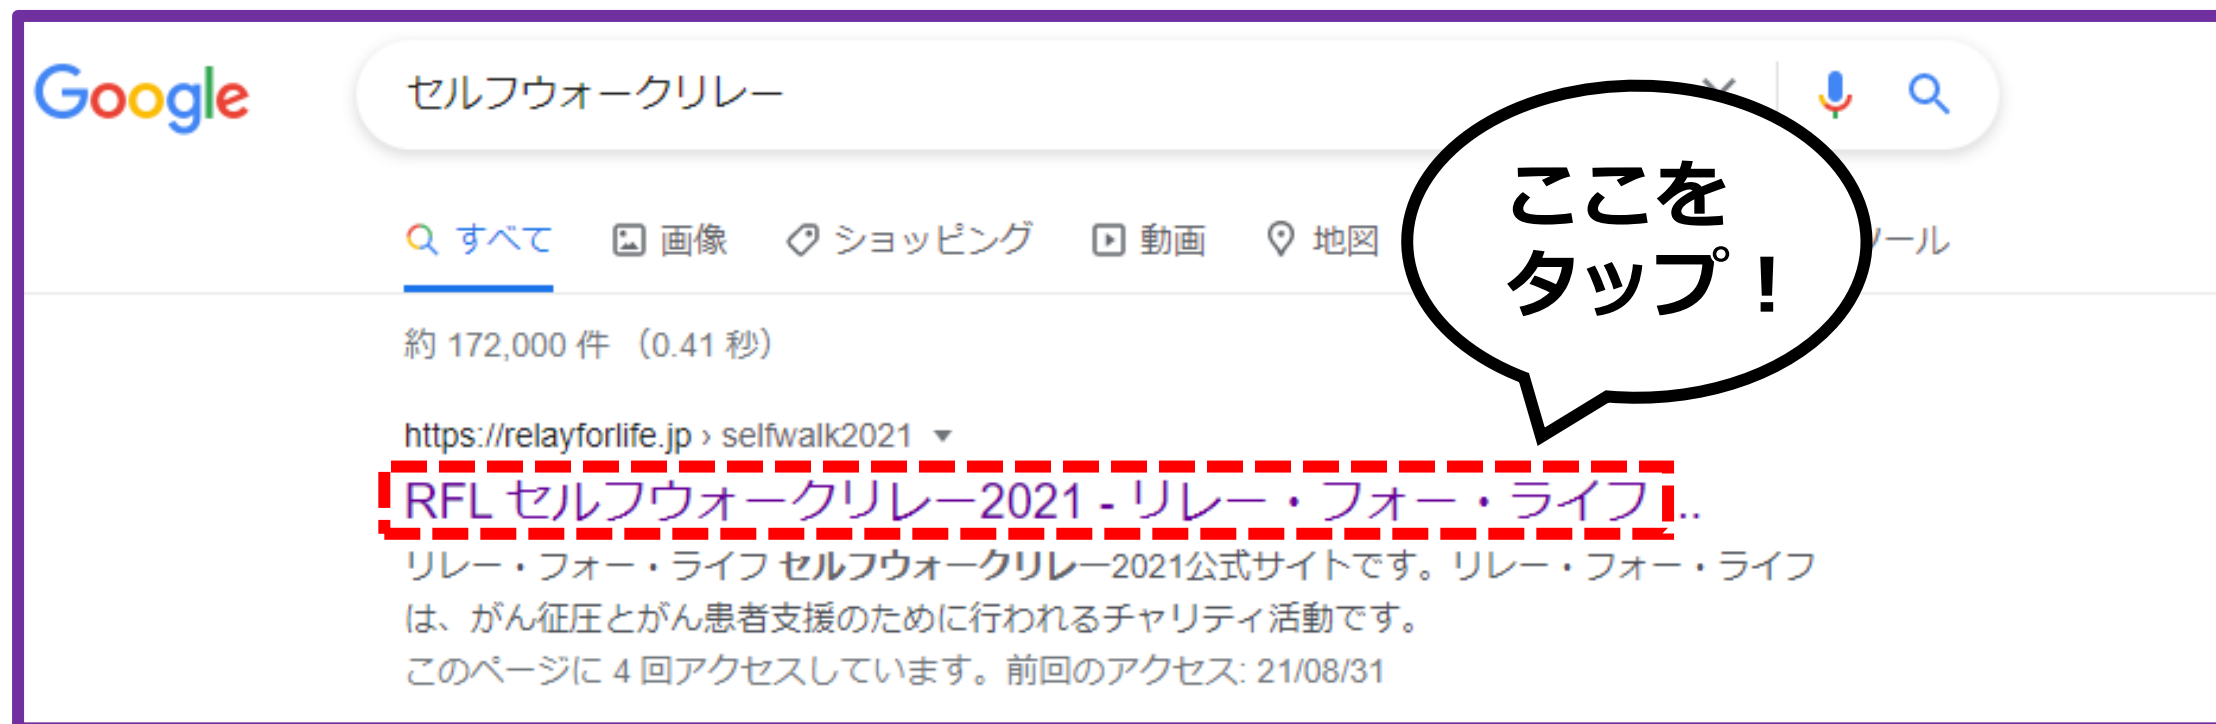 Google
セルフウォークリレー
すべて 画像 ショッピング 動画 地図 ール
ここを
タップ！
約 172,000 件 （0.41 秒）
https://relayforlife.jp › selfwalk2021
RFL セルフウォークリレー2021 - リレー・フォー・ライフ ...
リレー・フォー・ライフ セルフウォークリレー2021公式サイトです。リレー・フォー・ライフ
は、がん征圧とがん患者支援のために行われるチャリティ活動です。
このページに 4 回アクセスしています。前回のアクセス: 21/08/31